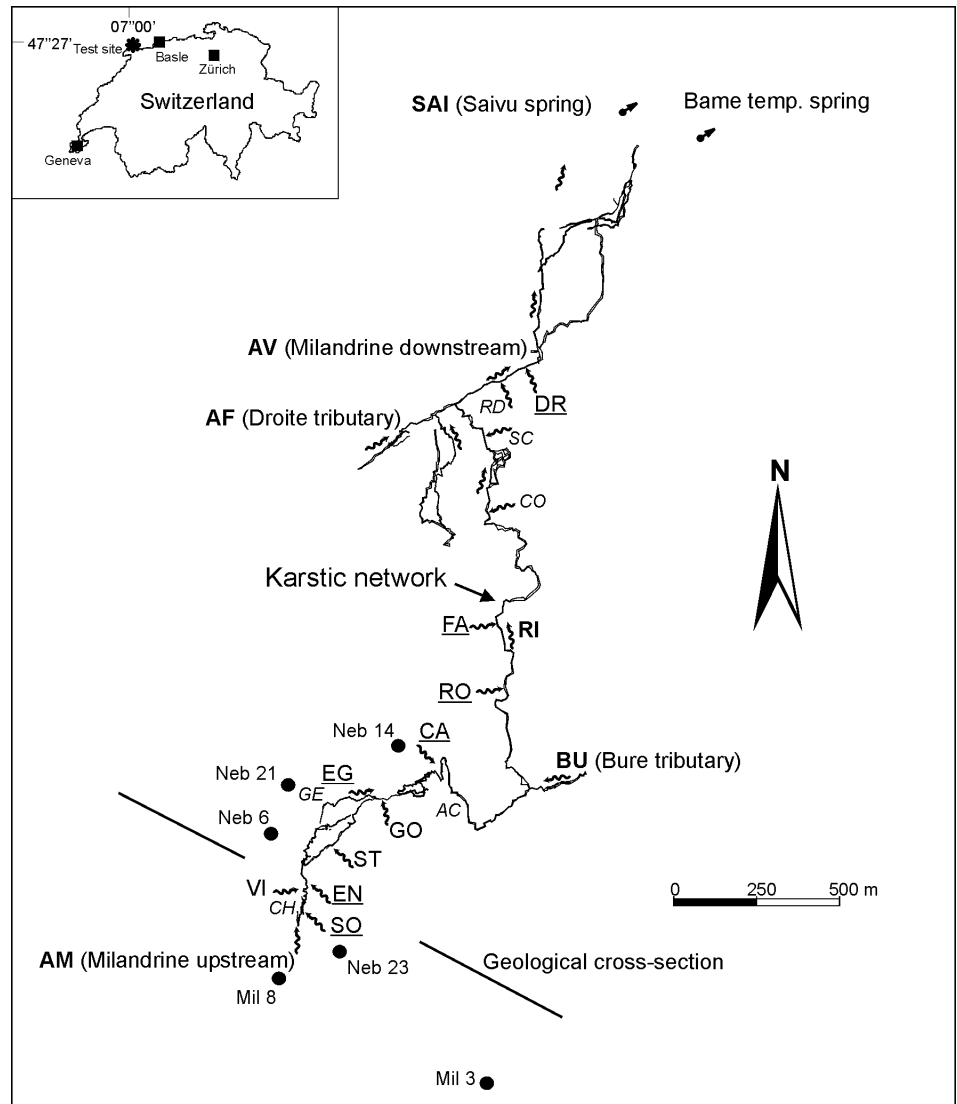 07"00'
47"27'
Test site
Basle
Zürich
Switzerland
Geneva
SAI (Saivu spring)
Bame temp. spring
AV (Milandrine downstream)
RD
DR
AF (Droite tributary)
SC
CO
N
Karstic network
FA
RI
RO
Neb 14
CA
BU (Bure tributary)
Neb 21
EG
GE
AC
Neb 6
GO
ST
0 250 500 m
VI
EN
CH
SO
AM (Milandrine upstream)
Neb 23
Geological cross-section
Mil 8
Mil 3